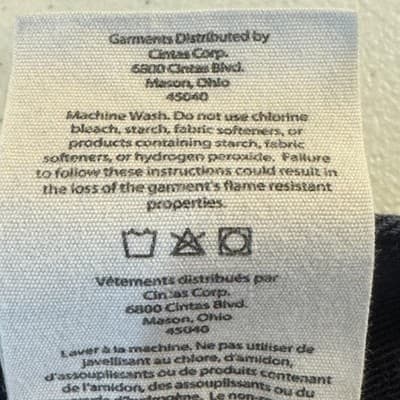 Garments Distributed by
Cintas Corp.
6800 Cintas Blvd.
Mason, Ohio
45040
Machine Wash. Do not use chlorine
bleach, starch, fabric softeners, or
products containing starch, fabric
softeners, or hydrogen peroxide. Failure
to follow these instructions could result in
the loss of the garment's flame resistant
properties.
Vêtements distribués par
Cintas Corp.
6800 Cintas Blvd.
Mason, Ohio
45040
Laver à la machine. Ne pas utiliser de
javellisant au chlore, d'amidon,
d'assouplissants ou de produits contenant
de l'amidon, des assouplissants ou du
Le non-